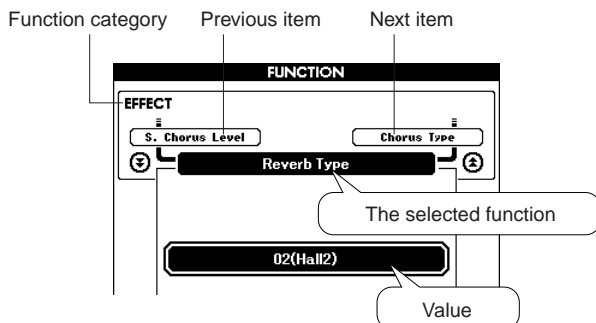 Function category
Previous item
Next item
FUNCTION
EFFECT
S. Chorus Level
Chorus Type
Reverb Type
The selected function
02(Hall2)
Value